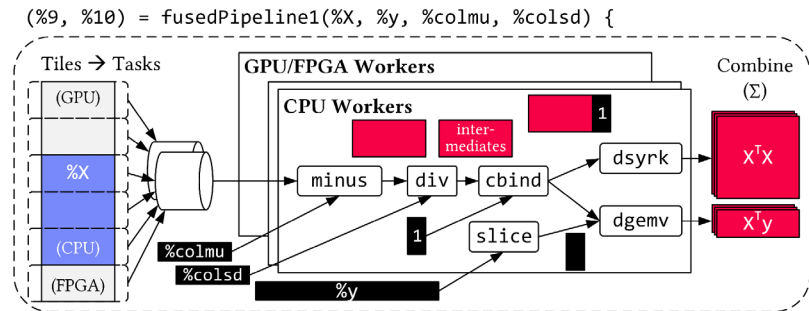 (%9, %10) = fusedPipeline1(%X, %y, %colmu, %colsd) {
Tiles → Tasks
GPU/FPGA Workers
Combine
(Σ)
(GPU)
CPU Workers
1
inter-
mediates
%X
minus
div
cbind
dsyrk
XᵀX
(CPU)
%colmu
1
slice
dgemv
Xᵀy
%colsd
(FPGA)
%y